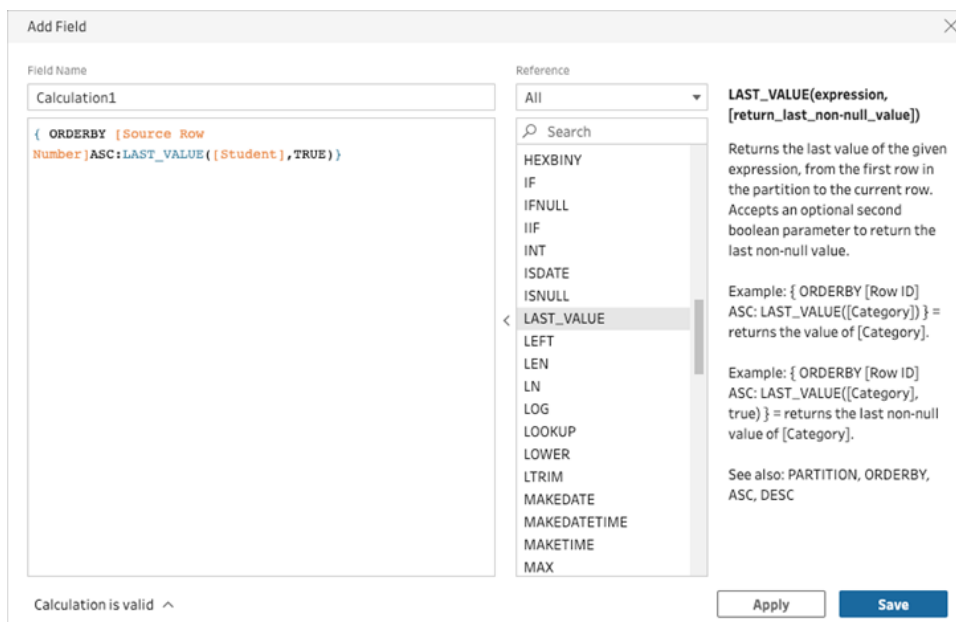 Add Field
Field Name
Calculation1
{ ORDERBY [Source Row
Number]ASC:LAST_VALUE([Student],TRUE)}
Reference
All
Search
HEXBINY
IF
IFNULL
IIF
INT
ISDATE
ISNULL
LAST_VALUE
LEFT
LEN
LN
LOG
LOOKUP
LOWER
LTRIM
MAKEDATE
MAKEDATETIME
MAKETIME
MAX
LAST_VALUE(expression,
[return_last_non-null_value])
Returns the last value of the given
expression, from the first row in
the partition to the current row.
Accepts an optional second
boolean parameter to return the
last non-null value.
Example: { ORDERBY [Row ID]
ASC: LAST_VALUE([Category]) } =
returns the value of [Category].
Example: { ORDERBY [Row ID]
ASC: LAST_VALUE([Category],
true) } = returns the last non-null
value of [Category].
See also: PARTITION, ORDERBY,
ASC, DESC
Calculation is valid
Apply
Save